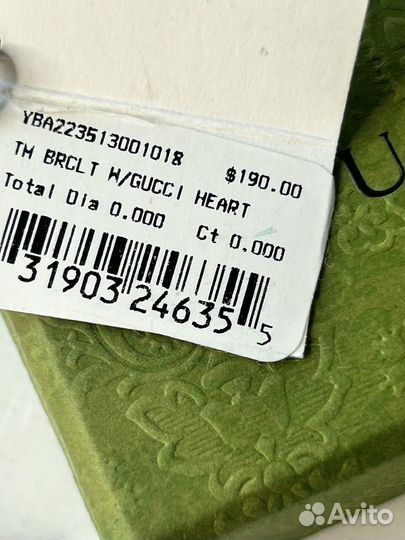 YBA223513001018 $190.00
TM BRCLT W/GUCCI HEART
Total Dia 0.000 Ct 0.000
31903 24635 5
U
Avito